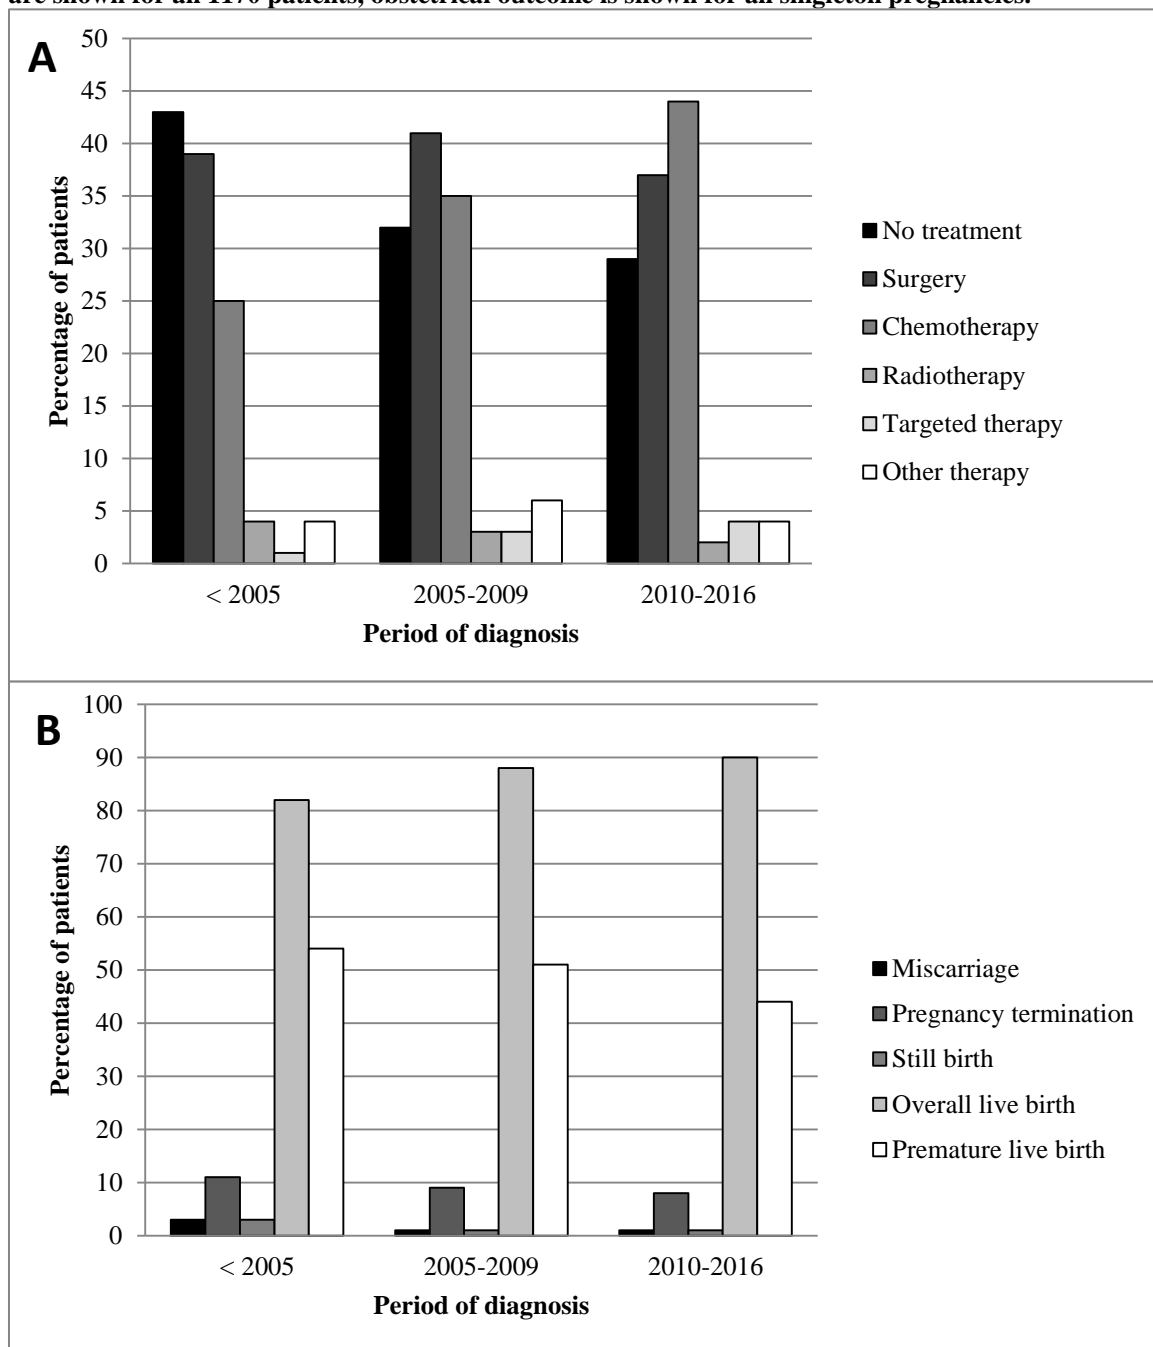 are shown for all 1170 patients, obstetrical outcome is shown for all singleton pregnancies.
A
50
45
40
35
30
25
20
15
10
5
0
Percentage of patients
< 2005
2005-2009
2010-2016
Period of diagnosis
No treatment
Surgery
Chemotherapy
Radiotherapy
Targeted therapy
Other therapy
B
100
90
80
70
60
50
40
30
20
10
0
Percentage of patients
< 2005
2005-2009
2010-2016
Period of diagnosis
Miscarriage
Pregnancy termination
Still birth
Overall live birth
Premature live birth